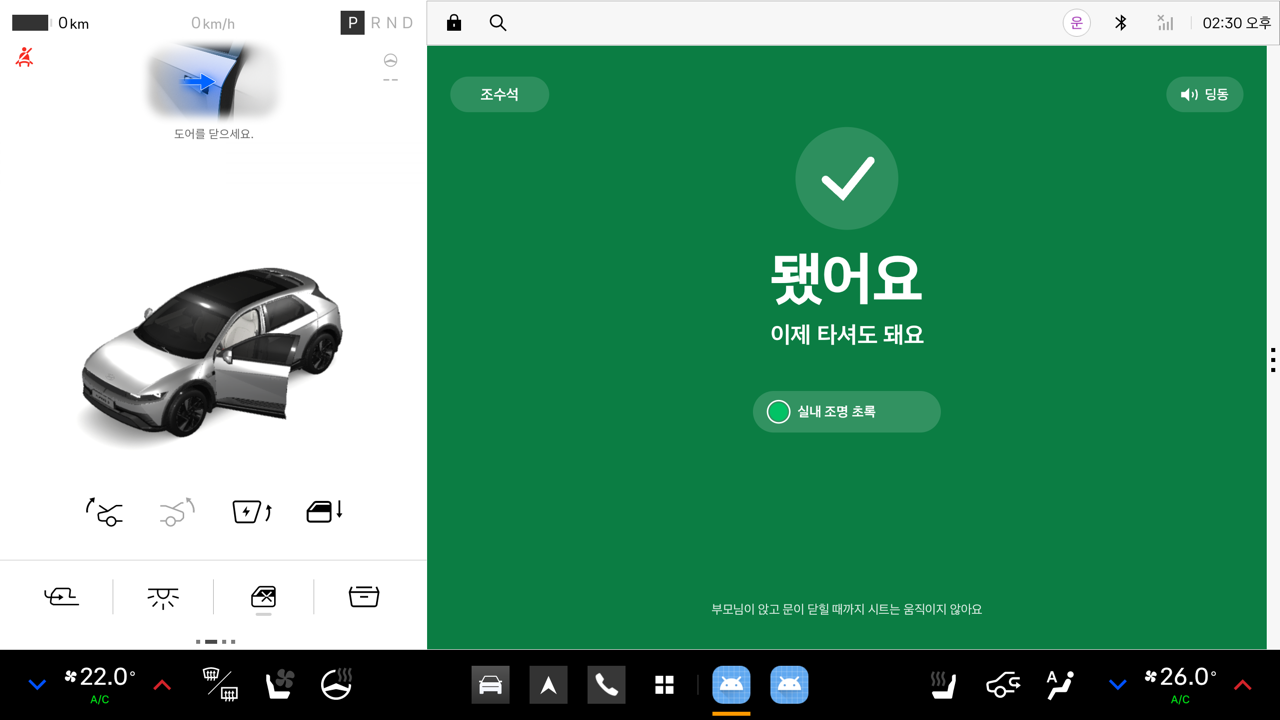 0km
0km/h
P R N D
운
02:30 오후
도어를 닫으세요.
조수석
딩동
됐어요
이제 타셔도 돼요
실내 조명 초록
부모님이 앉고 문이 닫힐 때까지 시트는 움직이지 않아요
22.0°
A/C
A
26.0°
A/C